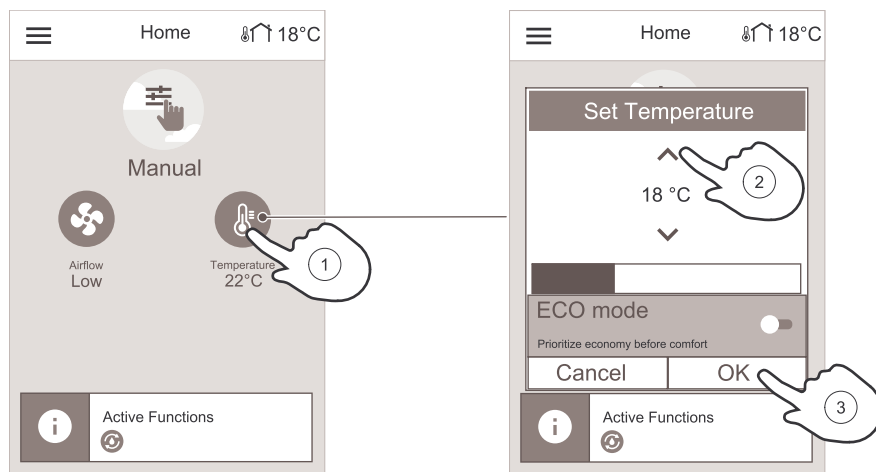 Home 18°C
Manual
Airflow
Low
Temperature
22°C
1
i
Active Functions
Home 18°C
Set Temperature
18 °C
2
ECO mode
Prioritize economy before comfort
Cancel OK
3
i
Active Functions